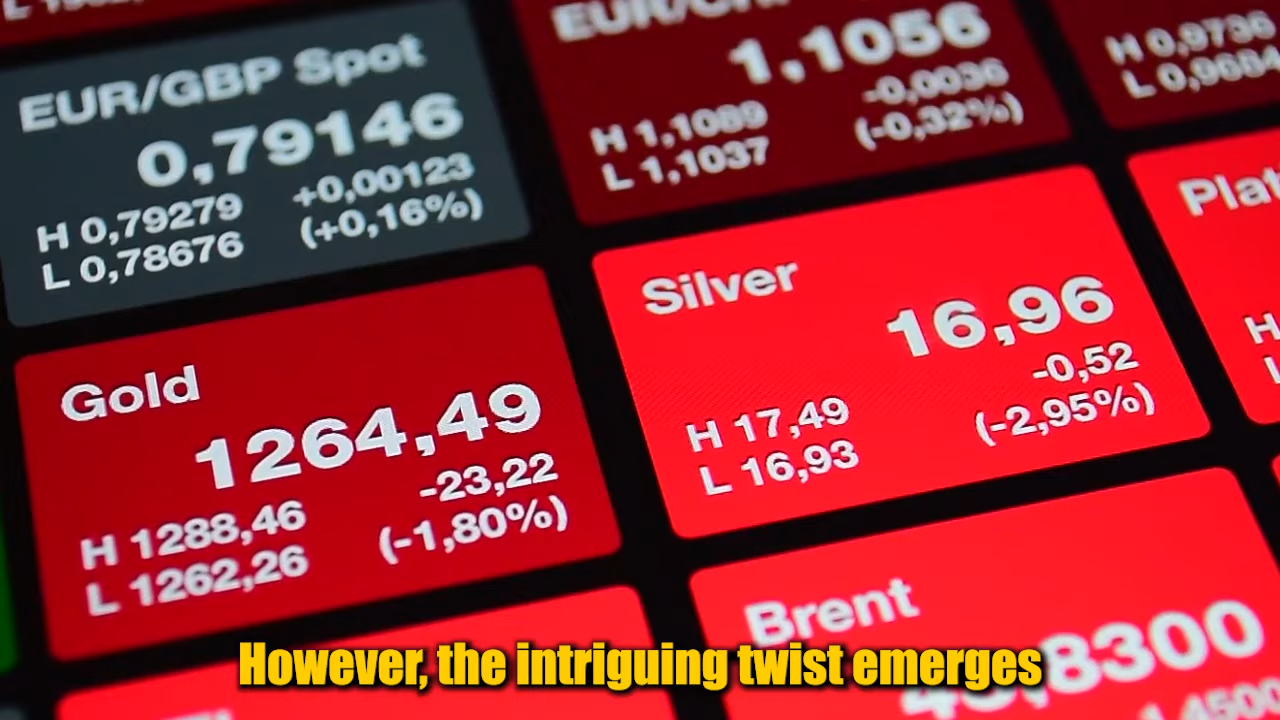 EUR/GBP Spot
0,79146
+0,00123
H 0,79279
(+0,16%)
L 0,78676
1,1056
-0,0036
H 1,1089
(-0,32%)
L 1,1037
H 0,9736
L 0,9684
Gold
1264,49
-23,22
H 1288,46
(-1,80%)
L 1262,26
Silver
16,96
-0,52
H 17,49
(-2,95%)
L 16,93
H
Brent
However, the intriguing twist emerges